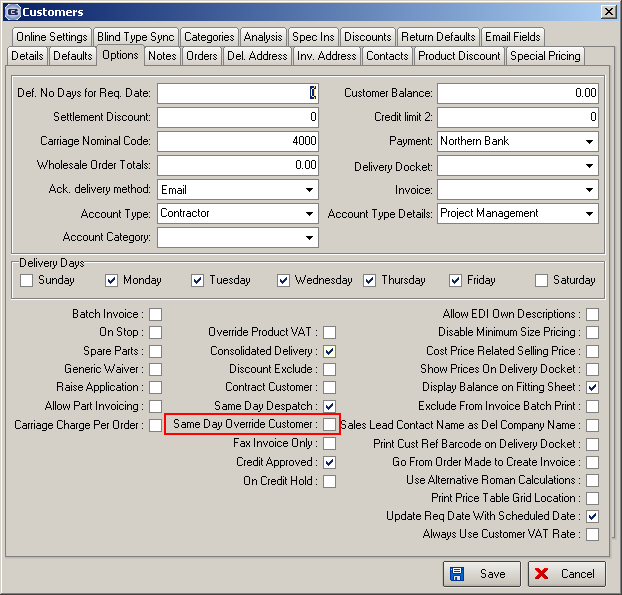 Customers
Online Settings Blind Type Sync Categories Analysis Spec Ins Discounts Return Defaults Email Fields
Details Defaults Options Notes Orders Del. Address Inv. Address Contacts Product Discount Special Pricing
Def. No Days for Req. Date: 0 Customer Balance: 0.00
Settlement Discount: 0 Credit limit 2: 0
Carriage Nominal Code: 4000 Payment: Northern Bank
Wholesale Order Totals: 0.00 Delivery Docket:
Ack. delivery method: Email Invoice:
Account Type: Contractor Account Type Details: Project Management
Account Category:
Delivery Days
Sunday Monday Tuesday Wednesday Thursday Friday Saturday
Batch Invoice : Allow EDI Own Descriptions :
On Stop : Override Product VAT : Disable Minimum Size Pricing :
Spare Parts : Consolidated Delivery : Cost Price Related Selling Price :
Generic Waiver : Discount Exclude : Show Prices On Delivery Docket :
Raise Application : Contract Customer : Display Balance on Fitting Sheet :
Allow Part Invoicing : Same Day Despatch : Exclude From Invoice Batch Print :
Carriage Charge Per Order : Same Day Override Customer : Sales Lead Contact Name as Del Company Name :
Fax Invoice Only : Print Cust Ref Barcode on Delivery Docket :
Credit Approved : Go From Order Made to Create Invoice :
On Credit Hold : Use Alternative Roman Calculations :
Print Price Table Grid Location :
Update Req Date With Scheduled Date :
Always Use Customer VAT Rate :
Save Cancel